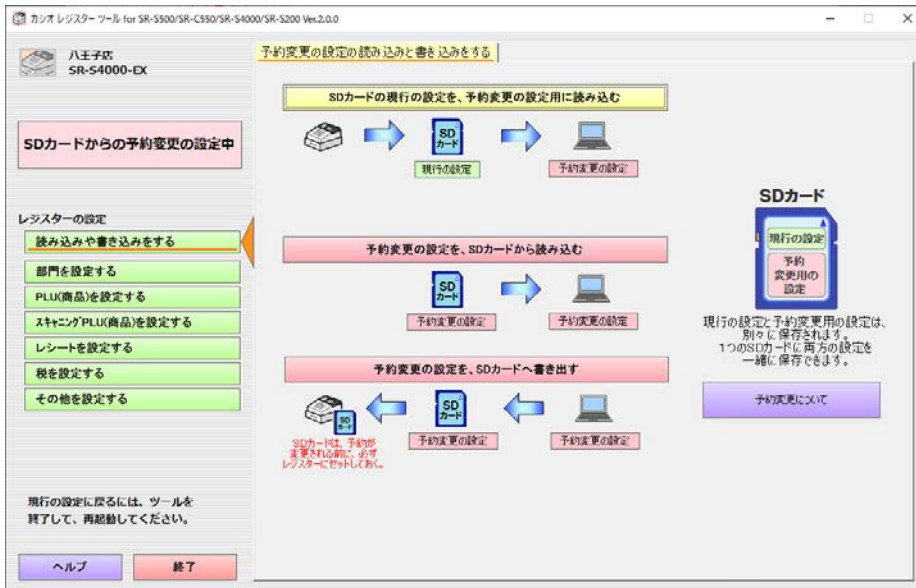 カシオ レジスター ツール for SR-S500/SR-C550/SR-S4000/SR-S200 Ver.2.0.0
八王子店
SR-S4000-EX
SDカードからの予約変更の設定中
レジスターの設定
読み込みや書き込みをする
部門を設定する
PLU(商品)を設定する
スキャニングPLU(商品)を設定する
レシートを設定する
税を設定する
その他を設定する
現行の設定に戻るには、ツールを
終了して、再起動してください。
ヘルプ
終了
予約変更の設定の読み込みと書き込みをする
SDカードの現行の設定を、予約変更の設定用に読み込む
SD
カード
現行の設定
予約変更の設定
予約変更の設定を、SDカードから読み込む
SD
カード
予約変更の設定
予約変更の設定
予約変更の設定を、SDカードへ書き出す
SD
カード
SD
カード
予約変更の設定
予約変更の設定
SDカードは、予約が
変更される前に、必ず
レジスターにセットしておく。
SDカード
現行の設定
予約
変更用の
設定
現行の設定と予約変更用の設定は、
別々に保存されます。
1つのSDカードに両方の設定を
一緒に保存できます。
予約変更について